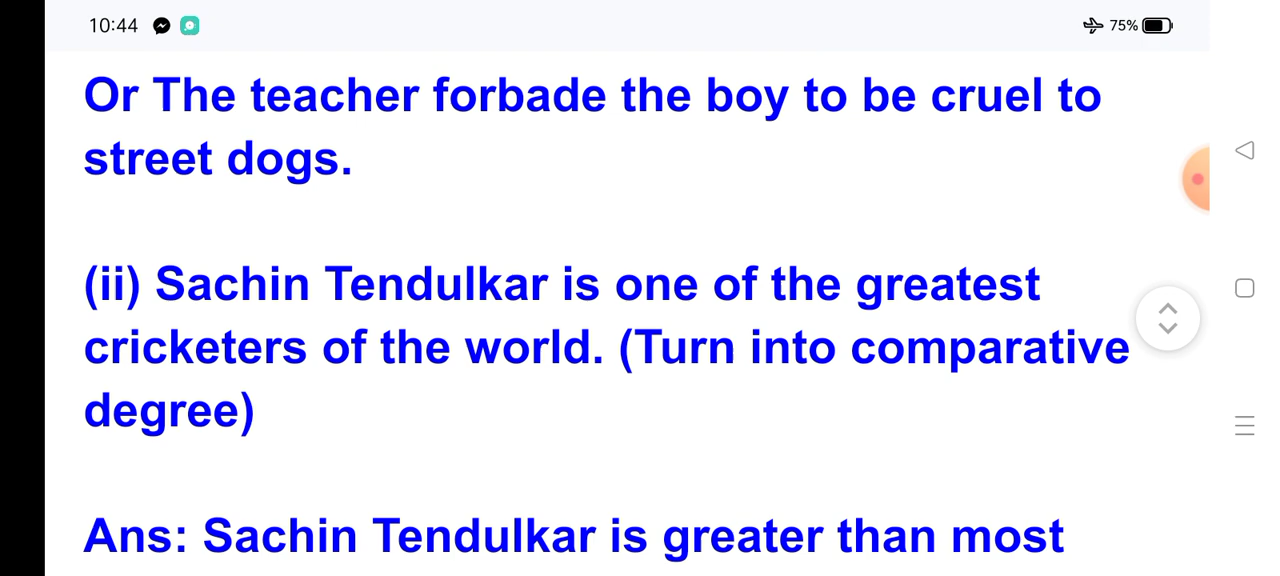 10:44
75%
Or The teacher forbade the boy to be cruel to
street dogs.
(ii) Sachin Tendulkar is one of the greatest
cricketers of the world. (Turn into comparative
degree)
Ans: Sachin Tendulkar is greater than most